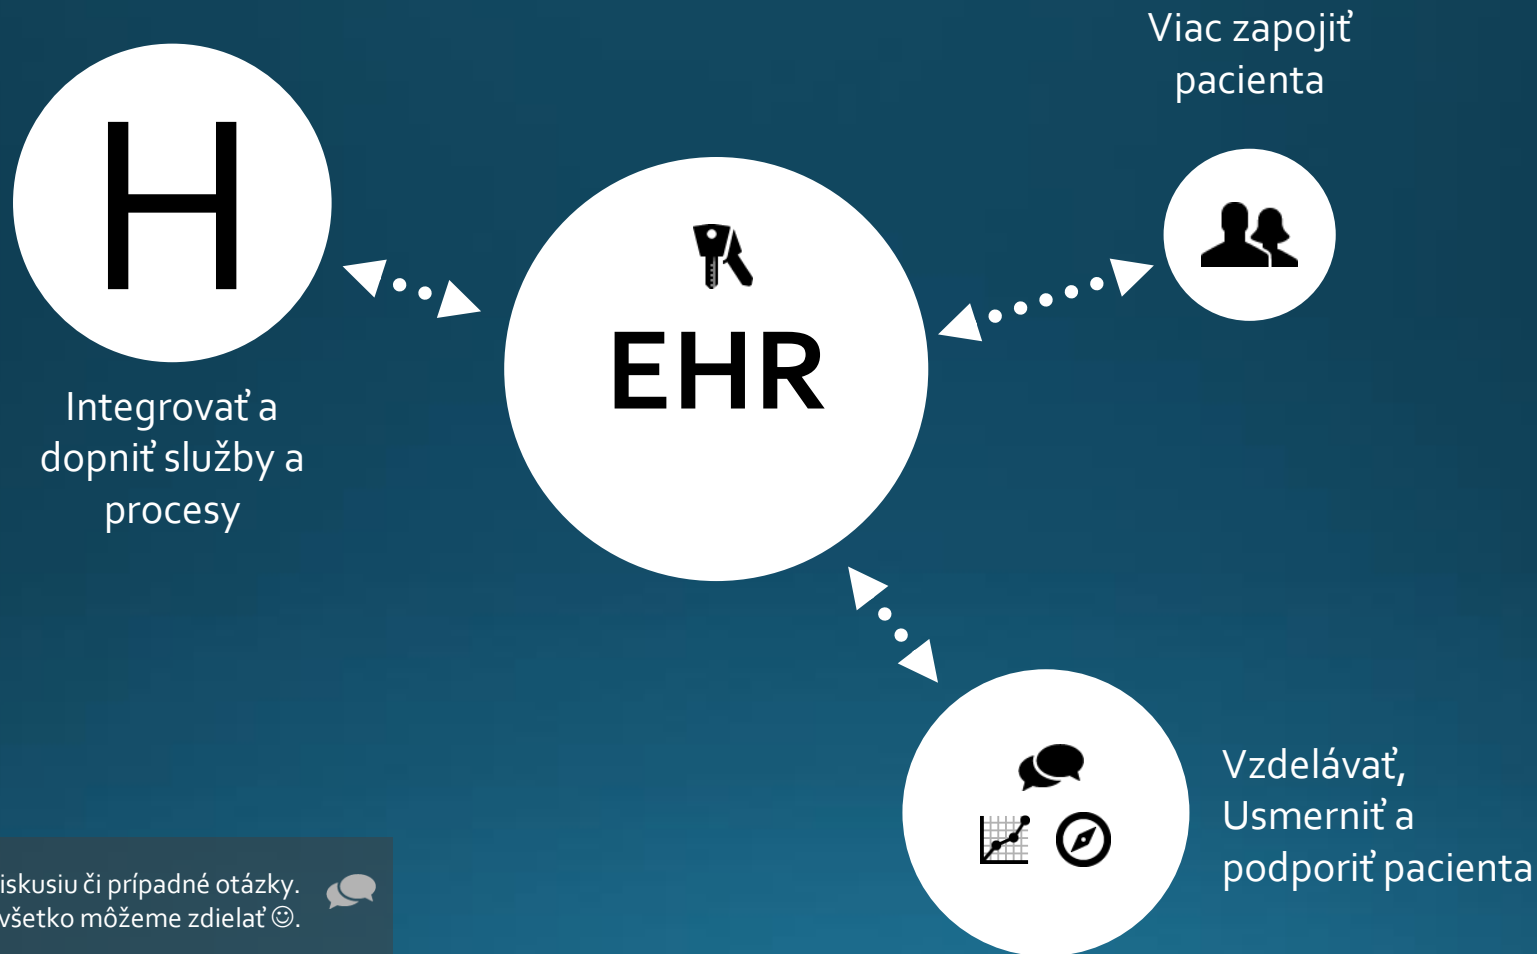 Viac zapojiť
pacienta
H
EHR
Integrovať a
dopniť služby a
procesy
Vzdelávať,
Usmerniť a
podporiť pacienta
iskusiu či prípadné otázky.
všetko môžeme zdielať ☺.